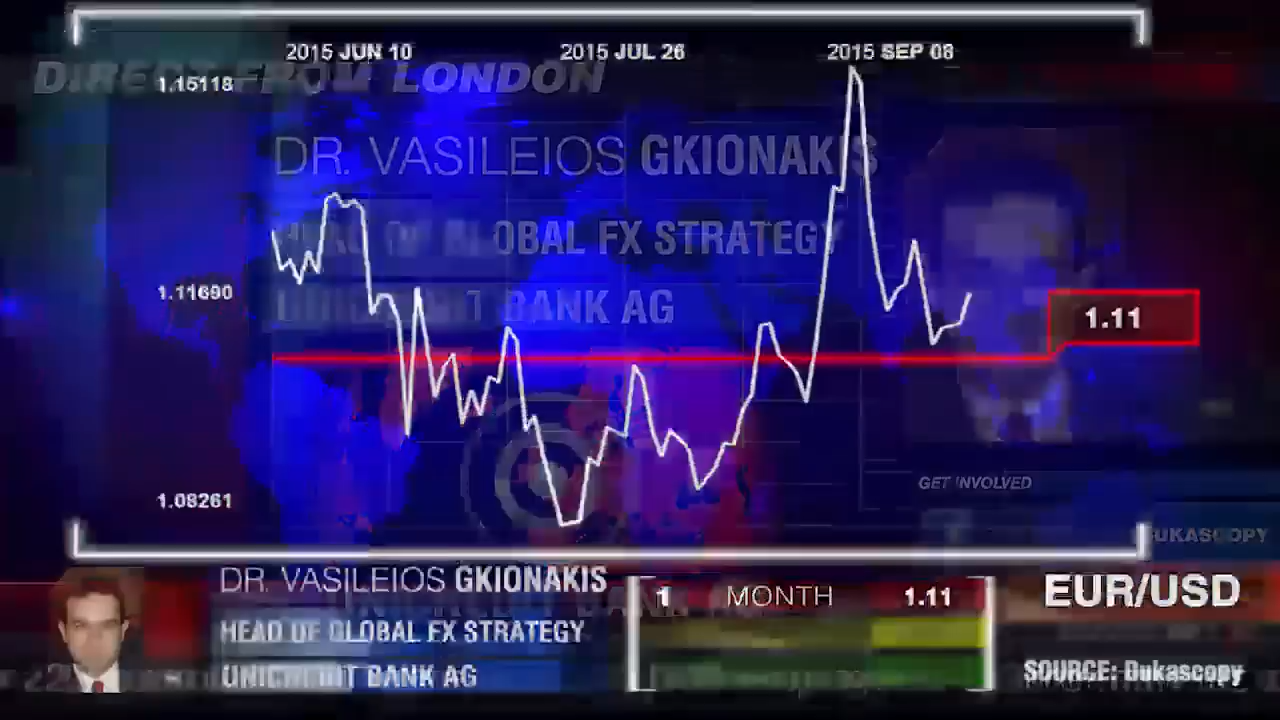 2015 JUN 10 2015 JUL 26 2015 SEP 08
DIRECT FROM LONDON
1.15118
DR. VASILEIOS GKIONAKIS
HEAD OF GLOBAL FX STRATEGY
1.11690
UNICREDIT BANK AG
1.11
GET INVOLVED
1.08261
DUKASCOPY
DR. VASILEIOS GKIONAKIS
HEAD OF GLOBAL FX STRATEGY
UNICREDIT BANK AG
1 MONTH 1.11
EUR/USD
SOURCE: Dukascopy